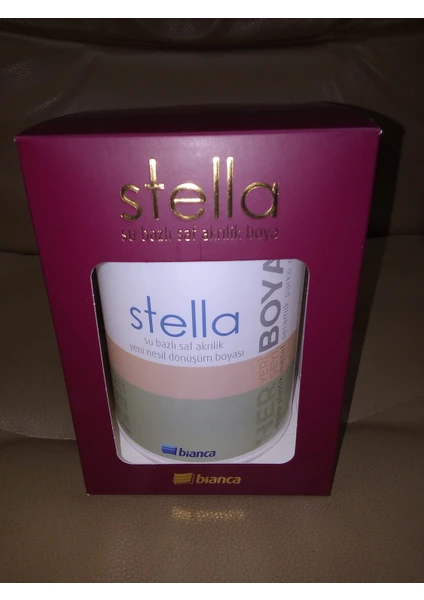 stella
su bazlı saf akrilik boya
stella
su bazlı saf akrilik
yeni nesil dönüşüm boyası
BOYA
bianca
bianca